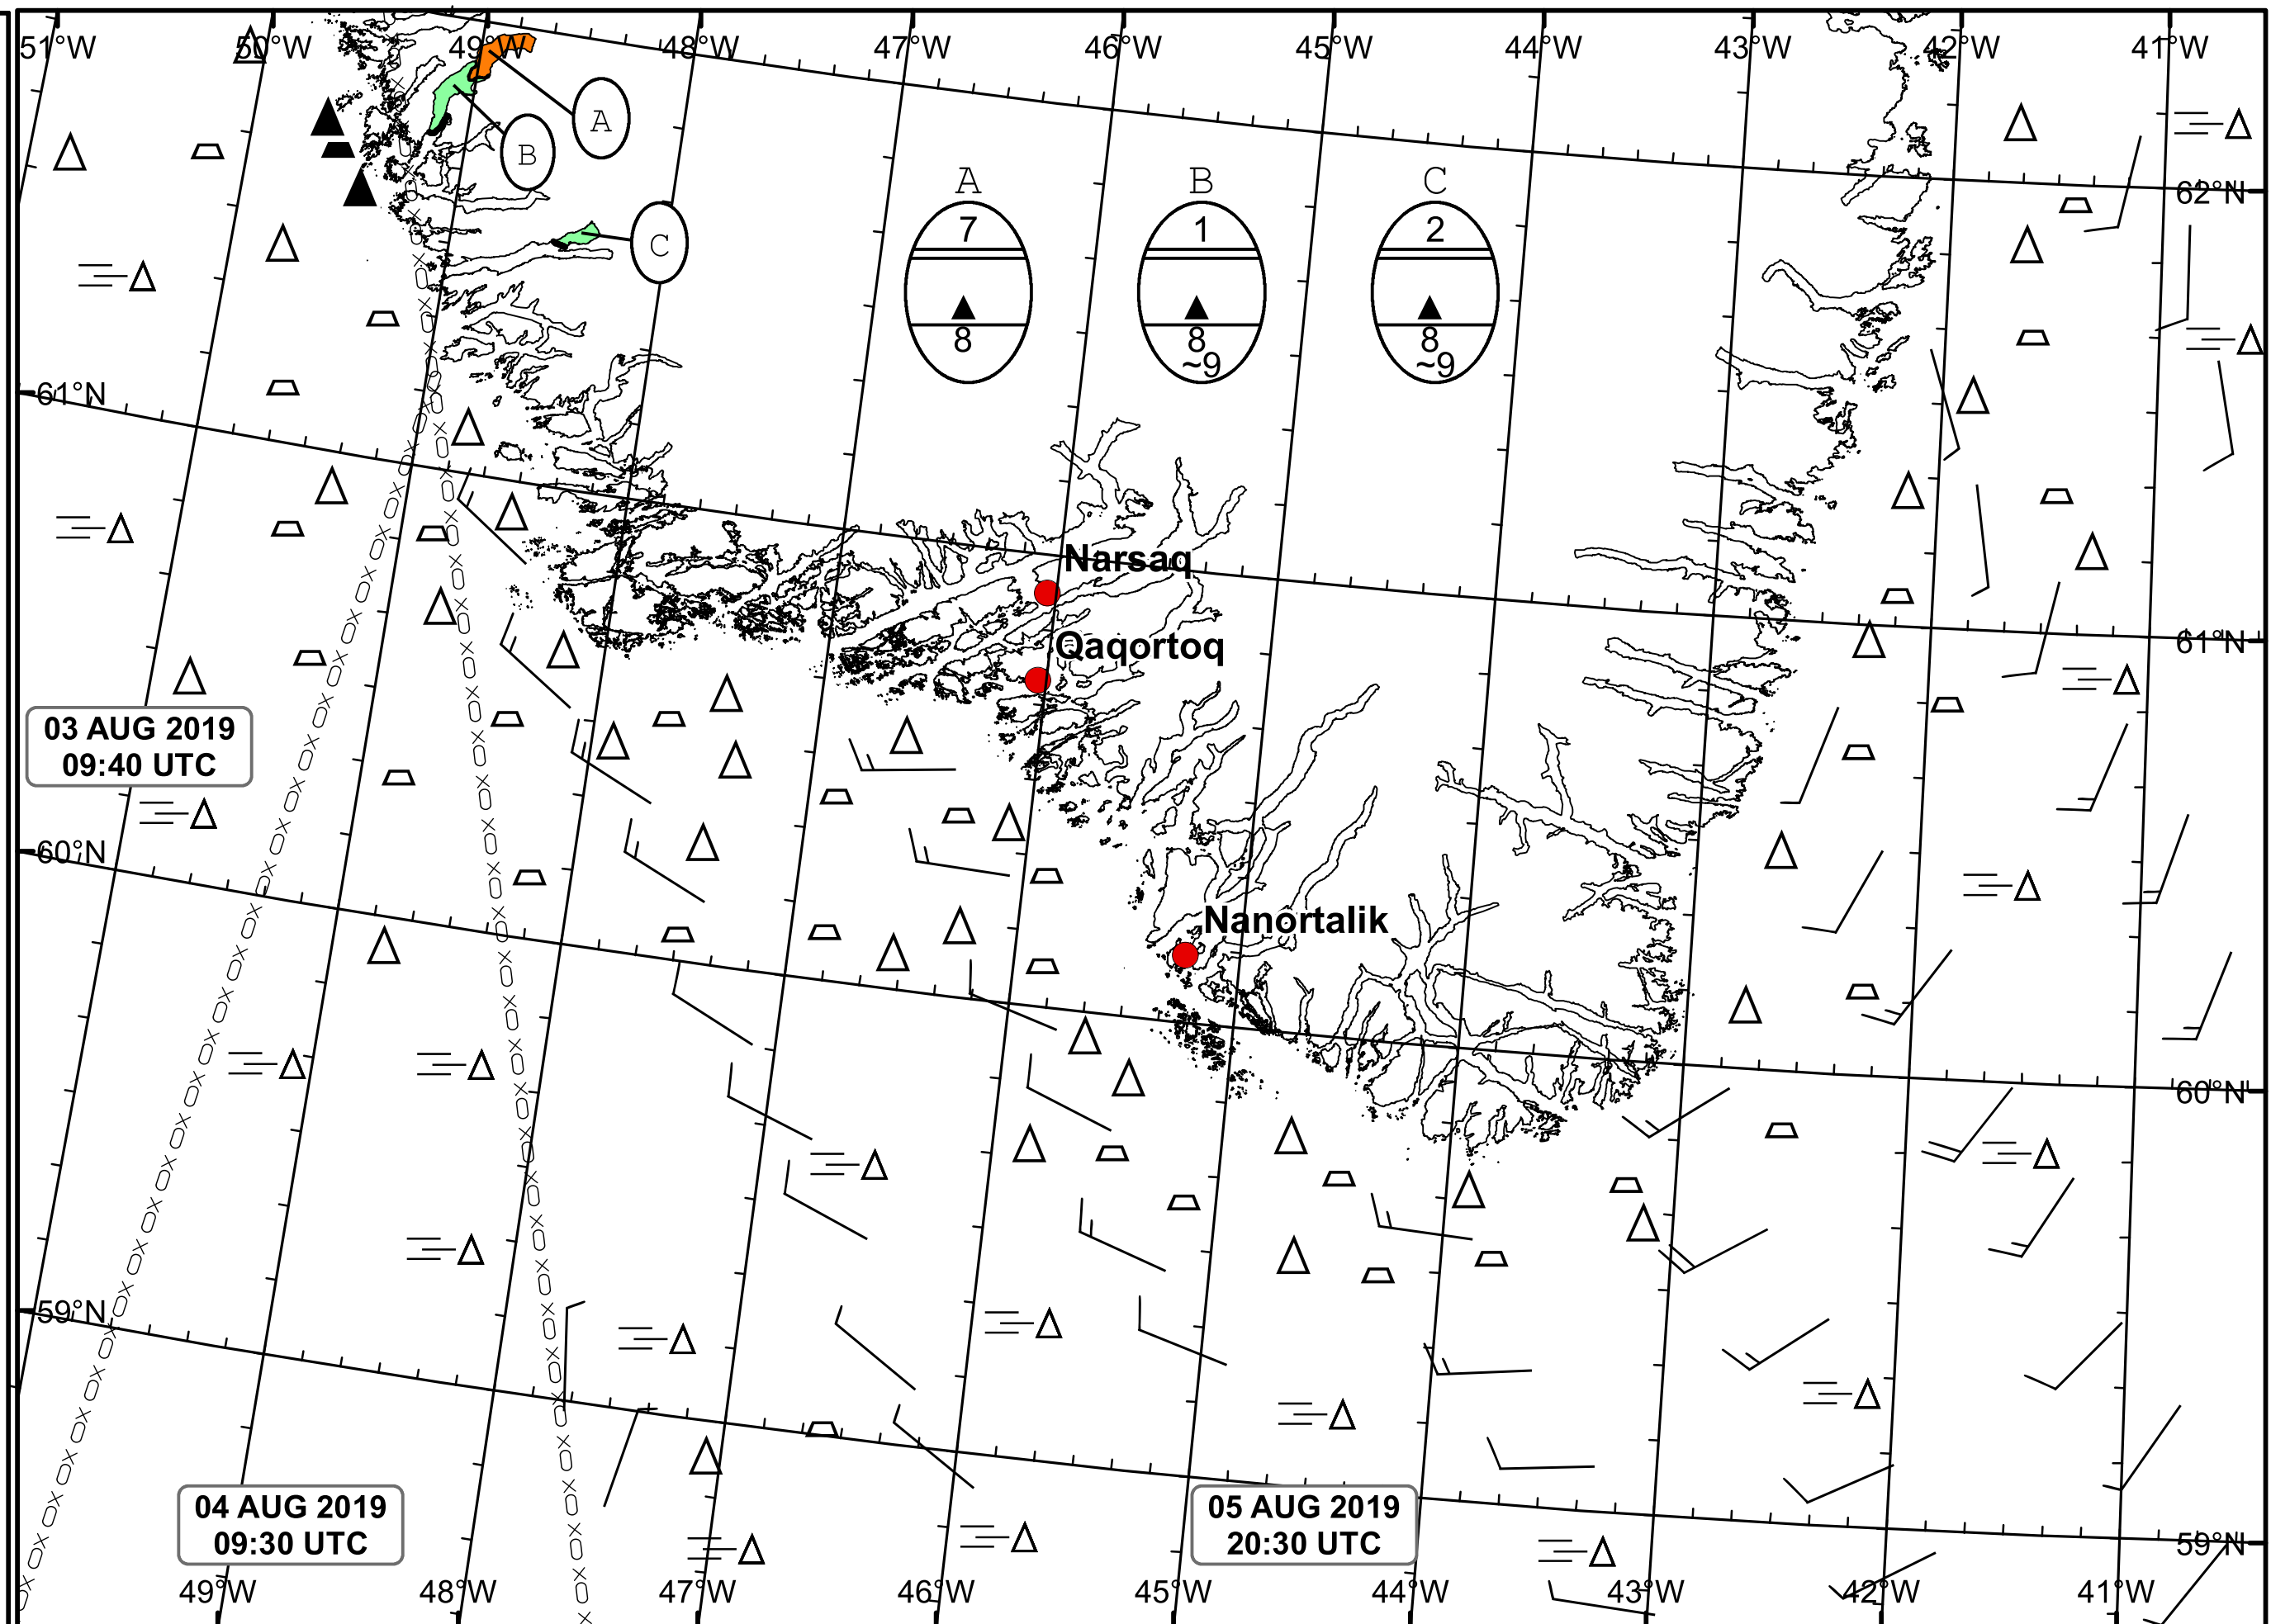 51°W 50°W 49°W 48°W 47°W 46°W 45°W 44°W 43°W 42°W 41°W
A
B
C
A B C
7 1 2
8 8 8
~9 ~9
62°N
61°N
Narsaq
Qaqortoq
61°N
03 AUG 2019
09:40 UTC
60°N
Nanortalik
60°N
59°N
04 AUG 2019
09:30 UTC
05 AUG 2019
20:30 UTC
59°N
49°W 48°W 47°W 46°W 45°W 44°W 43°W 42°W 41°W